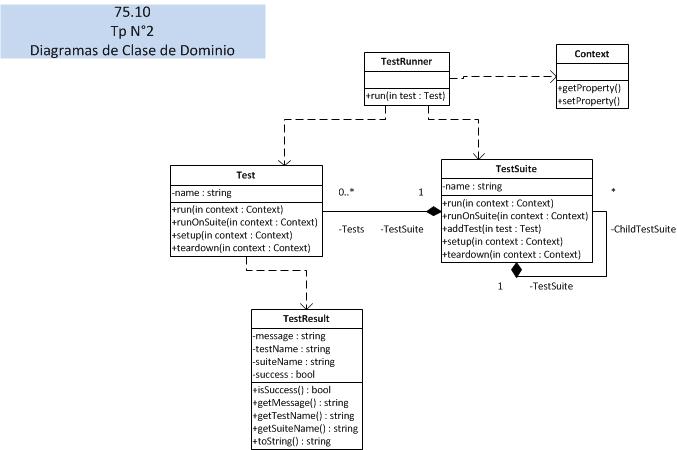 75.10
Tp N°2
Diagramas de Clase de Dominio
TestRunner
+run(in test : Test)
Context
+getProperty()
+setProperty()
Test
-name : string
+run(in context : Context)
+runOnSuite(in context : Context)
+setup(in context : Context)
+teardown(in context : Context)
0..*
1
-Tests
-TestSuite
TestSuite
-name : string
+run(in context : Context)
+runOnSuite(in context : Context)
+addTest(in test : Test)
+setup(in context : Context)
+teardown(in context : Context)
*
-ChildTestSuite
1
-TestSuite
TestResult
-message : string
-testName : string
-suiteName : string
-success : bool
+isSuccess() : bool
+getMessage() : string
+getTestName() : string
+getSuiteName() : string
+toString() : string